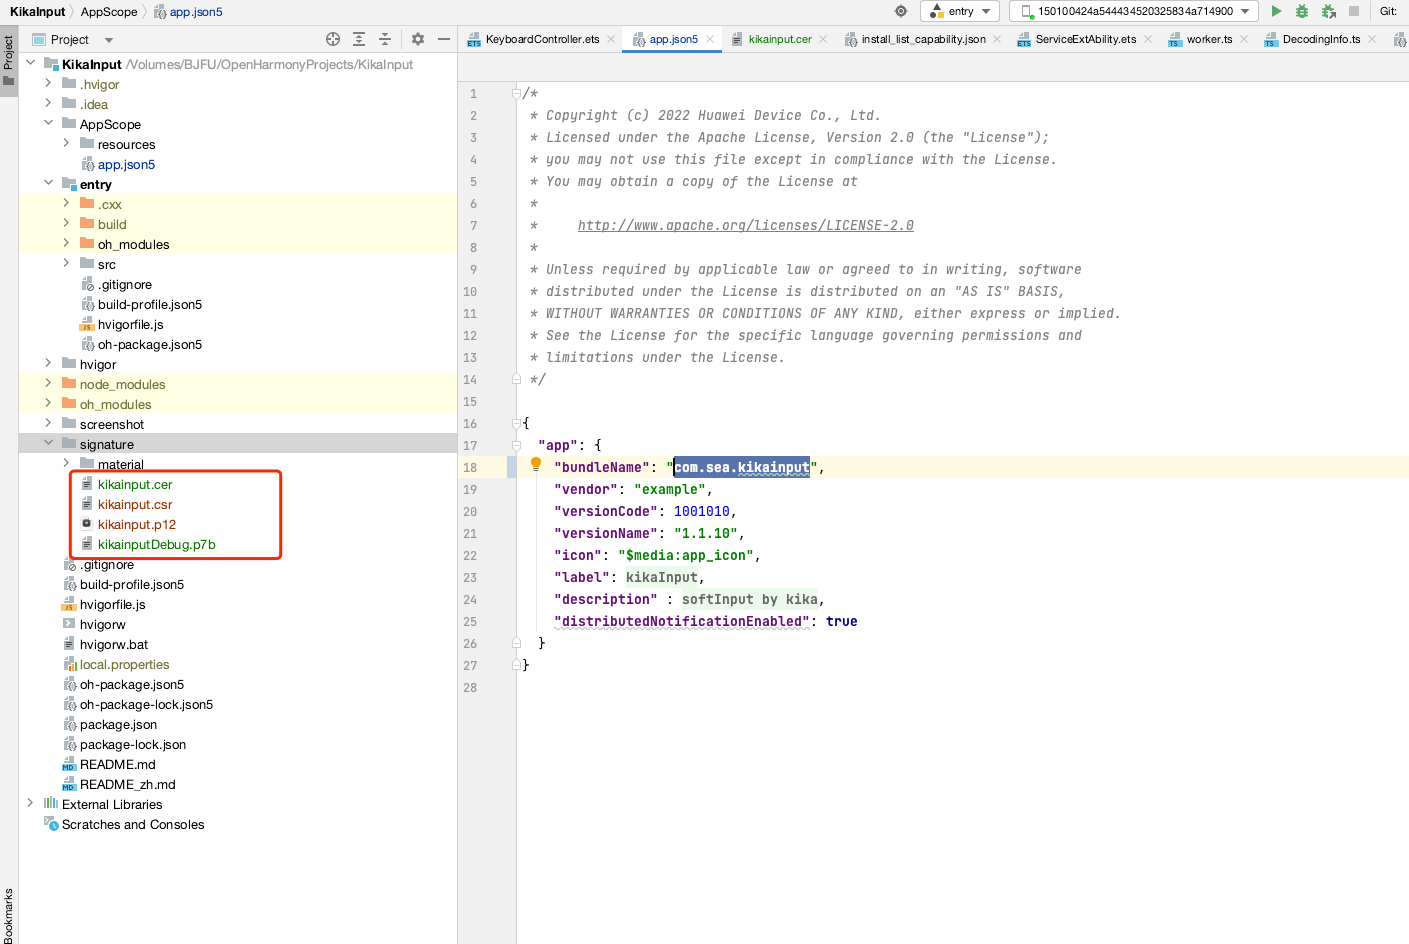 KikaInput AppScope app.json5
entry 150100424a544434520325834a714900 Git:
Project
Project
KeyboardController.ets app.json5 kikainput.cer install_list_capability.json ServiceExtAbility.ets worker.ts DecodingInfo.ts
KikaInput /Volumes/BJFU/OpenHarmonyProjects/KikaInput
.hvigor
.idea
AppScope
resources
app.json5
entry
.cxx
build
oh_modules
src
.gitignore
build-profile.json5
hvigorfile.js
oh-package.json5
hvigor
node_modules
oh_modules
screenshot
signature
material
kikainput.cer
kikainput.csr
kikainput.p12
kikainputDebug.p7b
.gitignore
build-profile.json5
hvigorfile.js
hvigorw
hvigorw.bat
local.properties
oh-package.json5
oh-package-lock.json5
package.json
package-lock.json
README.md
README_zh.md
External Libraries
Scratches and Consoles
Bookmarks
1 /*
2 * Copyright (c) 2022 Huawei Device Co., Ltd.
3 * Licensed under the Apache License, Version 2.0 (the "License");
4 * you may not use this file except in compliance with the License.
5 * You may obtain a copy of the License at
6 *
7 * http://www.apache.org/licenses/LICENSE-2.0
8 *
9 * Unless required by applicable law or agreed to in writing, software
10 * distributed under the License is distributed on an "AS IS" BASIS,
11 * WITHOUT WARRANTIES OR CONDITIONS OF ANY KIND, either express or implied.
12 * See the License for the specific language governing permissions and
13 * limitations under the License.
14 */
15
16 {
17 "app": {
18 "bundleName": "com.sea.kikainput",
19 "vendor": "example",
20 "versionCode": 1001010,
21 "versionName": "1.1.10",
22 "icon": "$media:app_icon",
23 "label": kikaInput,
24 "description" : softInput by kika,
25 "distributedNotificationEnabled": true
26 }
27 }
28